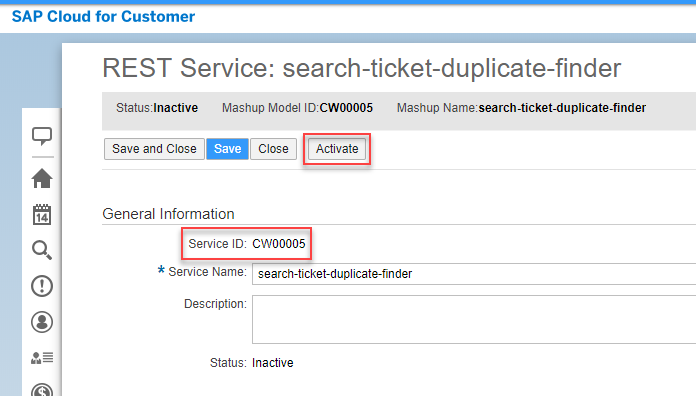 SAP Cloud for Customer
REST Service: search-ticket-duplicate-finder
Status:Inactive Mashup Model ID:CW00005 Mashup Name:search-ticket-duplicate-finder
Save and Close Save Close Activate
14
General Information
Service ID: CW00005
* Service Name: search-ticket-duplicate-finder
Description:
Status: Inactive